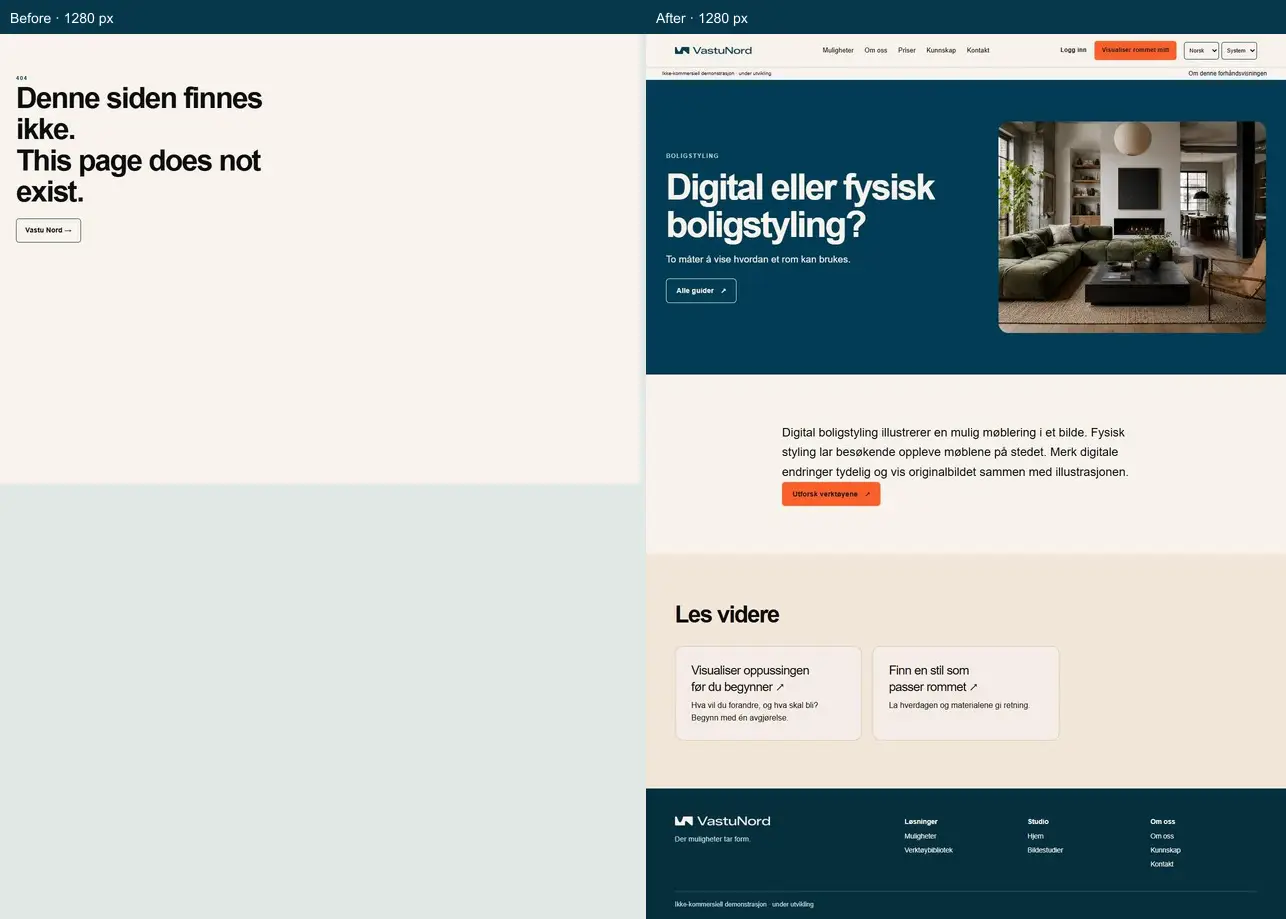 Before · 1280 px
404
Denne siden finnes
ikke.
This page does not
exist.
Vastu Nord →
After · 1280 px
VastuNord
Muligheter Om oss Priser Kunnskap Kontakt
Logg inn
Visualiser rommet mitt
Norsk
System
Ikke-kommersiell demonstrasjon · under utvikling
Om denne forhåndsvisningen
BOLIGSTYLING
Digital eller fysisk
boligstyling?
To måter å vise hvordan et rom kan brukes.
Alle guider ↗
Digital boligstyling illustrerer en mulig møblering i et bilde. Fysisk
styling lar besøkende oppleve møblene på stedet. Merk digitale
endringer tydelig og vis originalbildet sammen med illustrasjonen.
Utforsk verktøyene ↗
Les videre
Visualiser oppussingen
før du begynner ↗
Hva vil du forandre, og hva skal bli?
Begynn med én avgjørelse.
Finn en stil som
passer rommet ↗
La hverdagen og materialene gi retning.
VastuNord
Der muligheter tar form.
Løsninger
Muligheter
Verktøybibliotek
Studio
Hjem
Bildestudier
Om oss
Om oss
Kunnskap
Kontakt
Ikke-kommersiell demonstrasjon · under utvikling